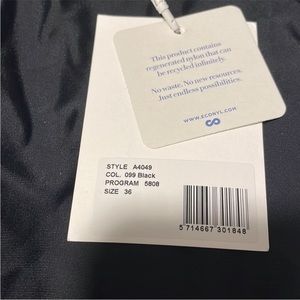 This product contains
regenerated nylon that can
be recycled infinitely.
No waste. No new resources.
Just endless possibilities.
WWW.ECONYL.COM
STYLE A4049
COL. 099 Black
PROGRAM 5808
SIZE 36
5 714667 301848